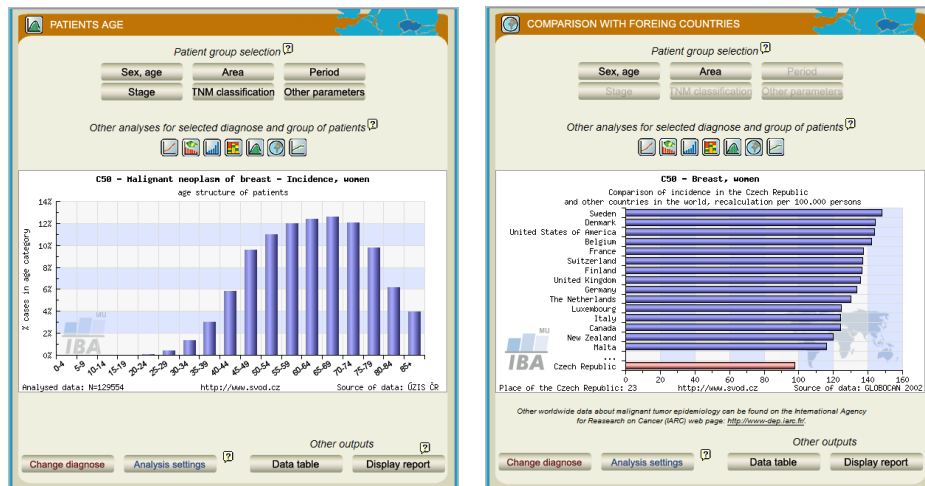 PATIENTS AGE
Patient group selection ?
Sex, age Area Period
Stage TNM classification Other parameters
Other analyses for selected diagnose and group of patients ?
C50 - Malignant neoplasm of breast - Incidence, women
age structure of patients
% cases in age category
14%
12%
10%
8%
6%
4%
2%
0%
0-4 5-9 10-14 15-19 20-24 25-29 30-34 35-39 40-44 45-49 50-54 55-59 60-64 65-69 70-74 75-79 80-84 85+
MU
IBA
Analysed data: N=129554 http://www.svod.cz Source of data: ÚZIS ČR
Other outputs
Change diagnose Analysis settings ? Data table Display report ?
COMPARISON WITH FOREING COUNTRIES
Patient group selection ?
Sex, age Area Period
Stage TNM classification Other parameters
Other analyses for selected diagnose and group of patients ?
C50 - Breast, women
Comparison of incidence in the Czech Republic
and other countries in the world, recalculation per 100.000 persons
Sweden
Denmark
United States of America
Belgium
France
Switzerland
Finland
United Kingdom
Germany
The Netherlands
Luxembourg
Italy
Canada
New Zealand
Malta
...
Czech Republic
0 20 40 60 80 100 120 140 160
MU
IBA
Place of the Czech Republic: 23 http://www.svod.cz Source of data: GLOBOCAN 2002
Other worldwide data about malignant tumor epidemiology can be found on the International Agency
for Reasearch on Cancer (IARC) web page: http://www-dep.iarc.fr/.
Other outputs
Change diagnose Analysis settings ? Data table Display report